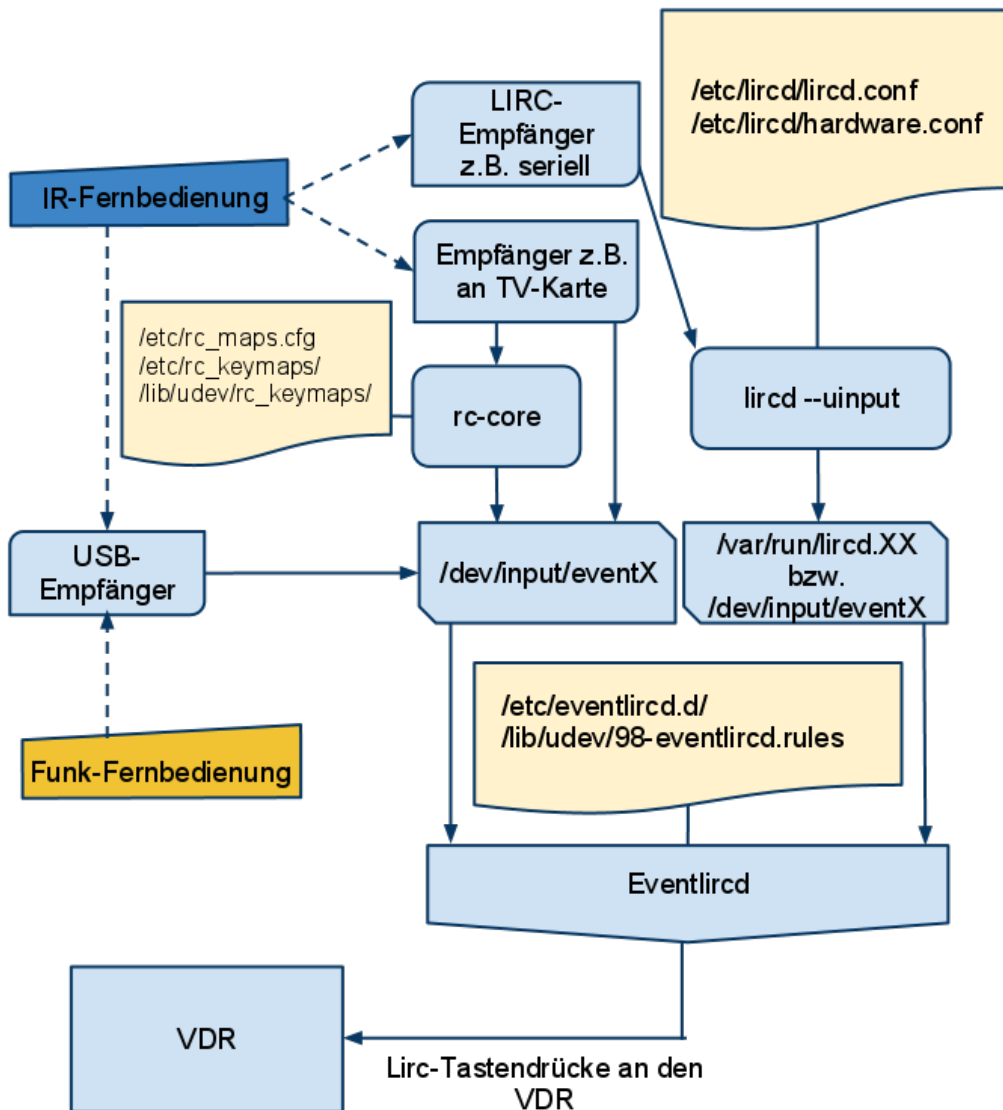 /etc/lircd/lircd.conf
/etc/lircd/hardware.conf
LIRC-
Empfänger
z.B. seriell
IR-Fernbedienung
Empfänger z.B.
an TV-Karte
/etc/rc_maps.cfg
/etc/rc_keymaps/
/lib/udev/rc_keymaps/
rc-core
lircd --uinput
USB-
Empfänger
/dev/input/eventX
/var/run/lircd.XX
bzw.
/dev/input/eventX
/etc/eventlircd.d/
/lib/udev/98-eventlircd.rules
Funk-Fernbedienung
Eventlircd
VDR
Lirc-Tastendrücke an den
VDR